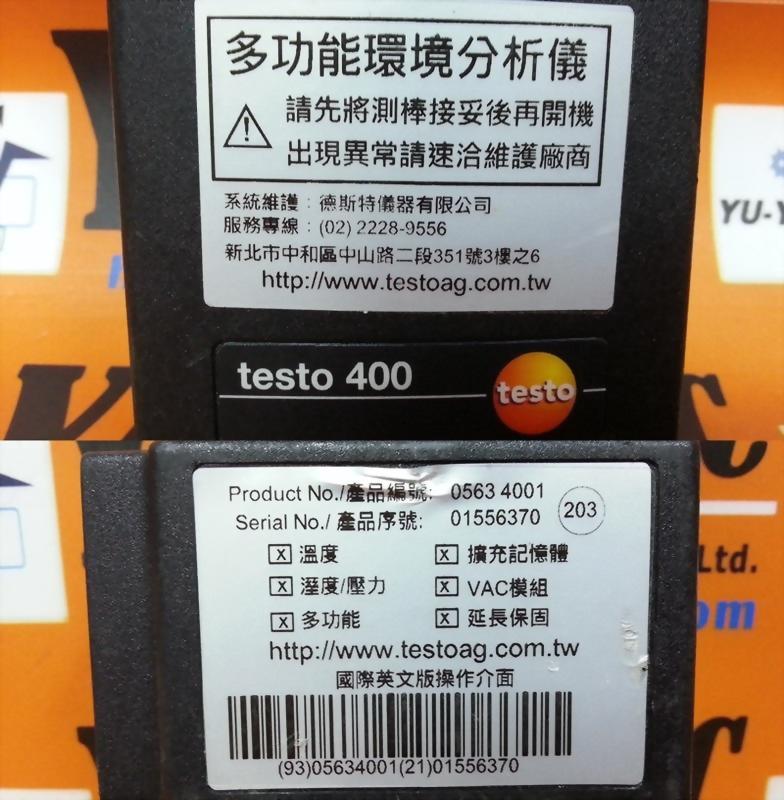 多功能環境分析儀
請先將測棒接妥後再開機
出現異常請速洽維護廠商
系統維護：德斯特儀器有限公司
服務專線：(02) 2228-9556
新北市中和區中山路二段351號3樓之6
http://www.testoag.com.tw
YU-Y
testo 400
testo
Product No./產品編號: 0563 4001
Serial No./ 產品序號: 01556370
203
X 溫度 X 擴充記憶體
X 溼度/壓力 X VAC模組
X 多功能 X 延長保固
http://www.testoag.com.tw
國際英文版操作介面
(93)05634001(21)01556370
Ltd.
om